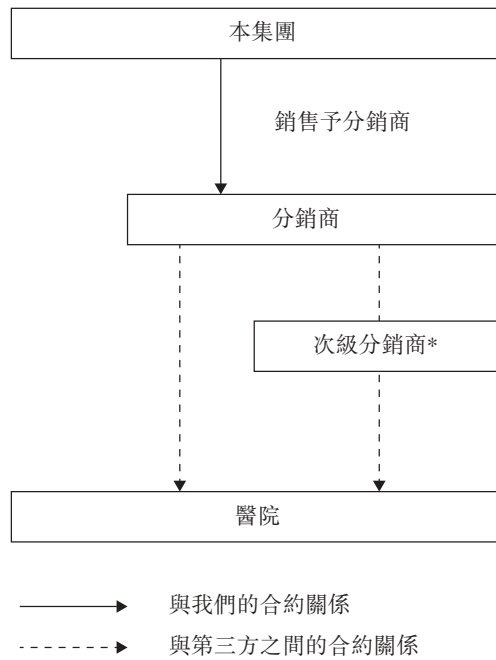 本集團
銷售予分銷商
分銷商
次級分銷商*
醫院
與我們的合約關係
與第三方之間的合約關係